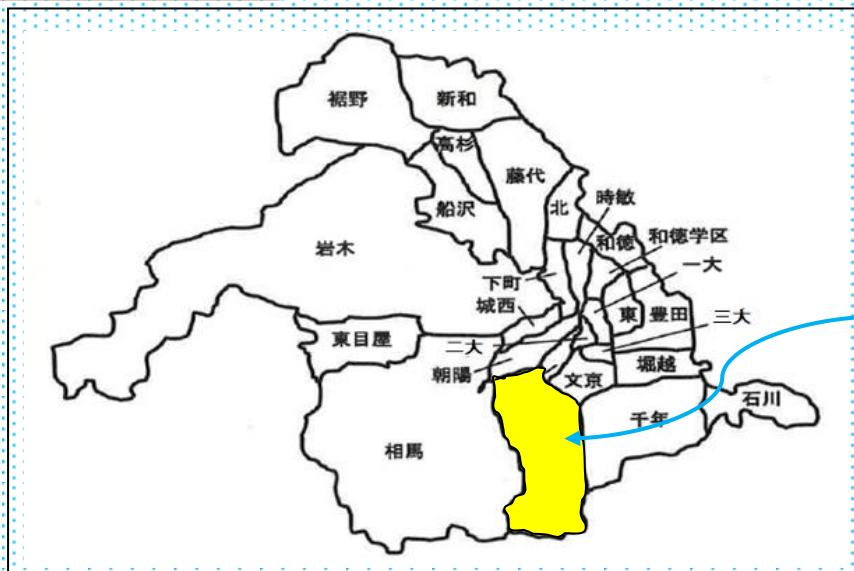 裾野
新和
高杉
藤代
船沢
北
時敏
岩木
和徳
和徳学区
下町
一大
城西
東
豊田
三大
東目屋
二大
朝陽
文京
堀越
石川
千年
相馬